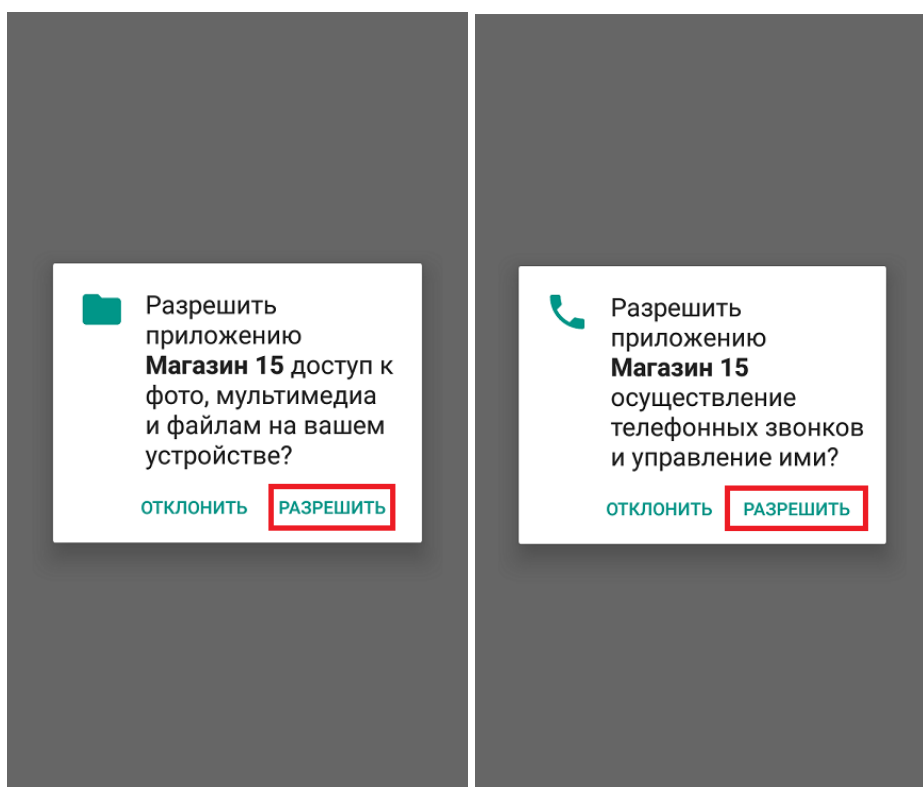 Разрешить
приложению
Магазин 15 доступ к
фото, мультимедиа
и файлам на вашем
устройстве?
ОТКЛОНИТЬ РАЗРЕШИТЬ
Разрешить
приложению
Магазин 15
осуществление
телефонных звонков
и управление ими?
ОТКЛОНИТЬ РАЗРЕШИТЬ